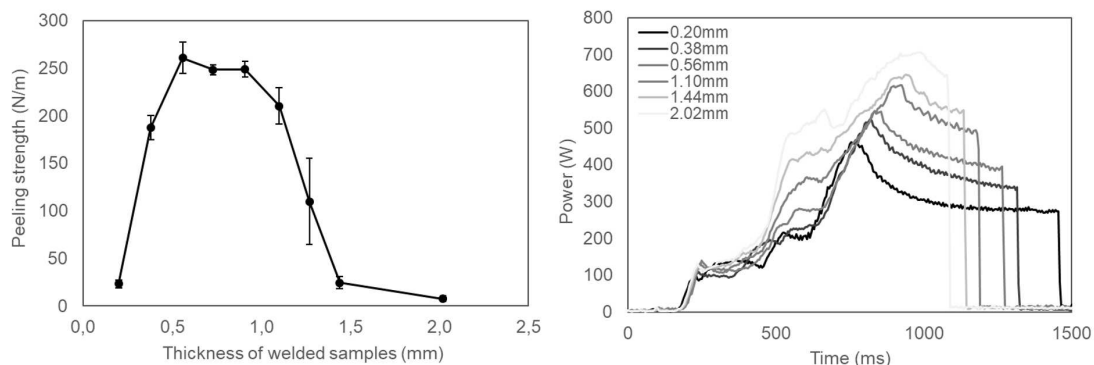 300
250
200
150
100
50
0
Peeling strength (N/m)
0,0 0,5 1,0 1,5 2,0 2,5
Thickness of welded samples (mm)
800
700
600
500
400
300
200
100
0
Power (W)
0.20mm
0.38mm
0.56mm
1.10mm
1.44mm
2.02mm
0 500 1000 1500
Time (ms)